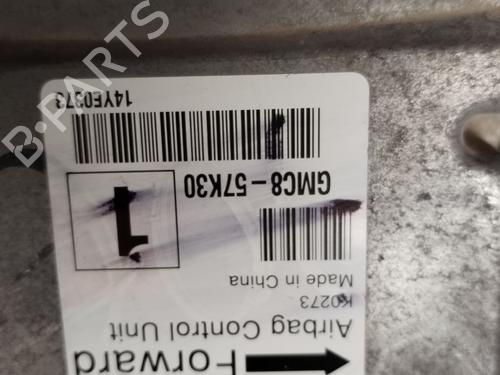 Forward
Airbag Control Unit
K0273
Made in China
GMC8-57K30
1
14YE0373
B-PARTS